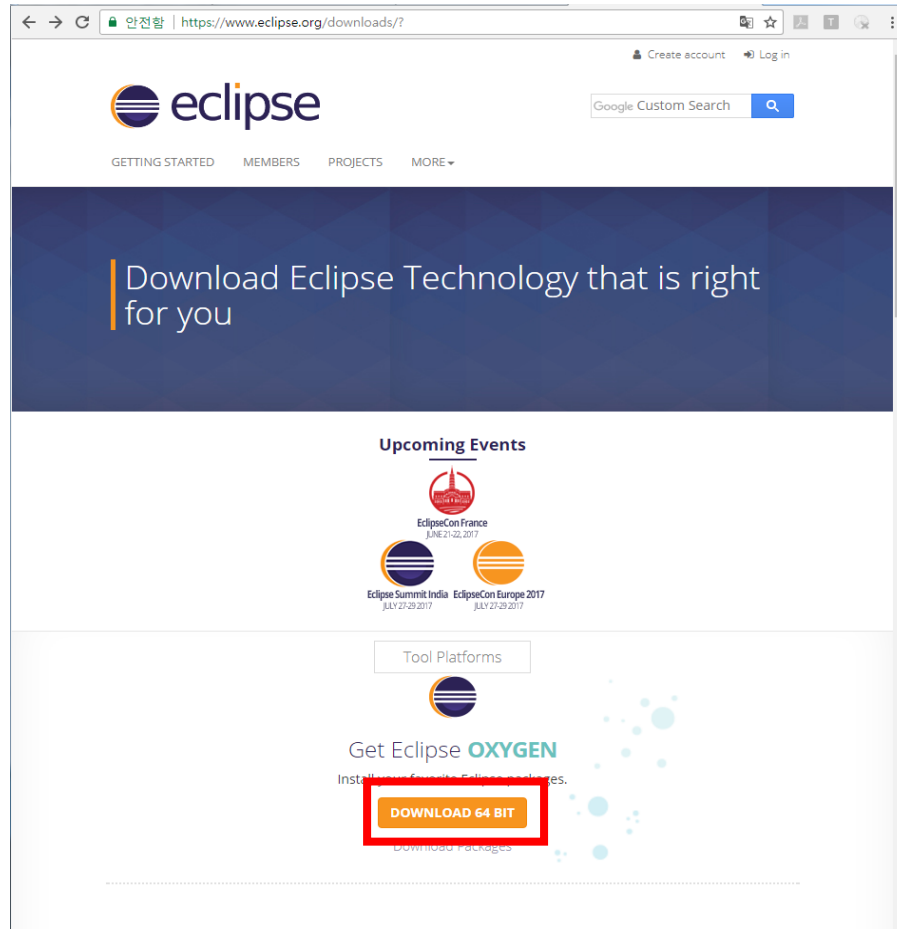 안전함 | https://www.eclipse.org/downloads/?
Create account Log in
eclipse
Google Custom Search
GETTING STARTED MEMBERS PROJECTS MORE
Download Eclipse Technology that is right
for you
Upcoming Events
EclipseCon France
JUNE 21-22, 2017
Eclipse Summit India EclipseCon Europe 2017
JULY 27-29 2017 JULY 27-29 2017
Tool Platforms
Get Eclipse OXYGEN
Install your favorite Eclipse packages.
DOWNLOAD 64 BIT
Download Packages